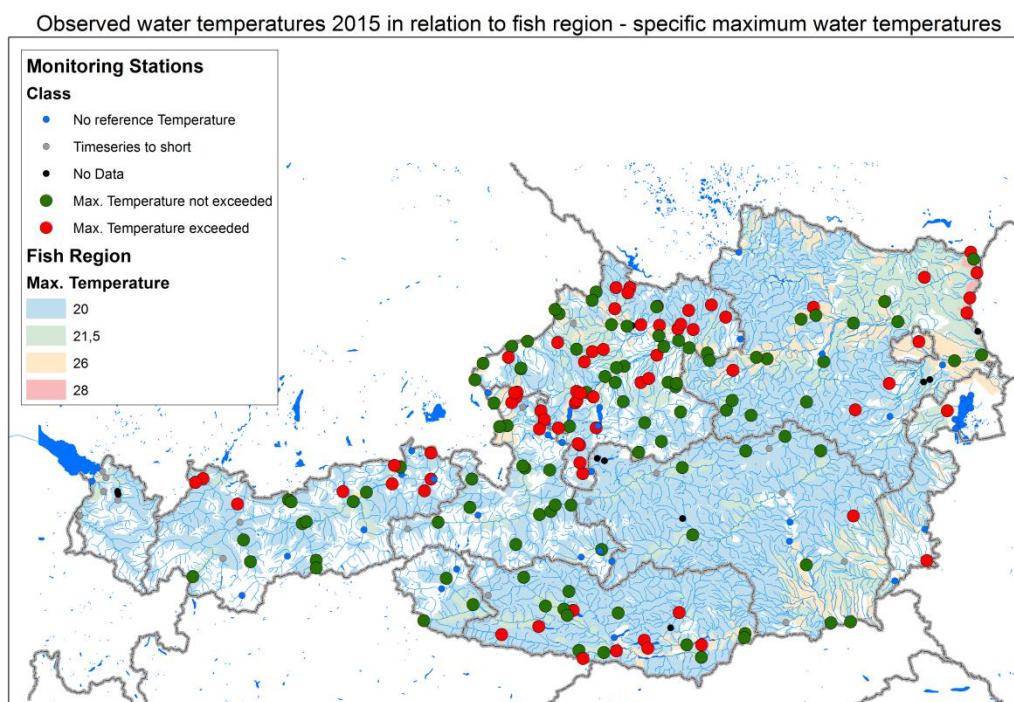 Observed water temperatures 2015 in relation to fish region - specific maximum water temperatures
Monitoring Stations
Class
No reference Temperature
Timeseries to short
No Data
Max. Temperature not exceeded
Max. Temperature exceeded
Fish Region
Max. Temperature
20
21,5
26
28